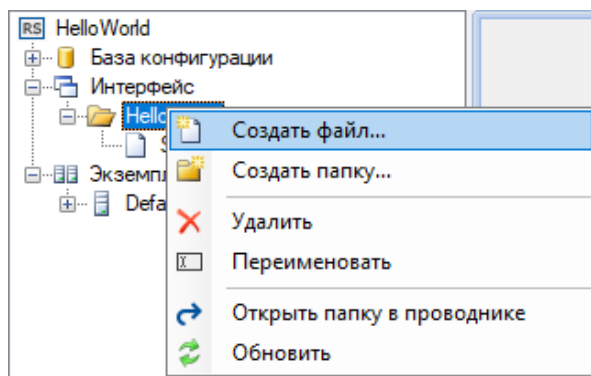 RS HelloWorld
База конфигурации
Интерфейс
Создать файл...
Создать папку...
Удалить
Переименовать
Открыть папку в проводнике
Обновить